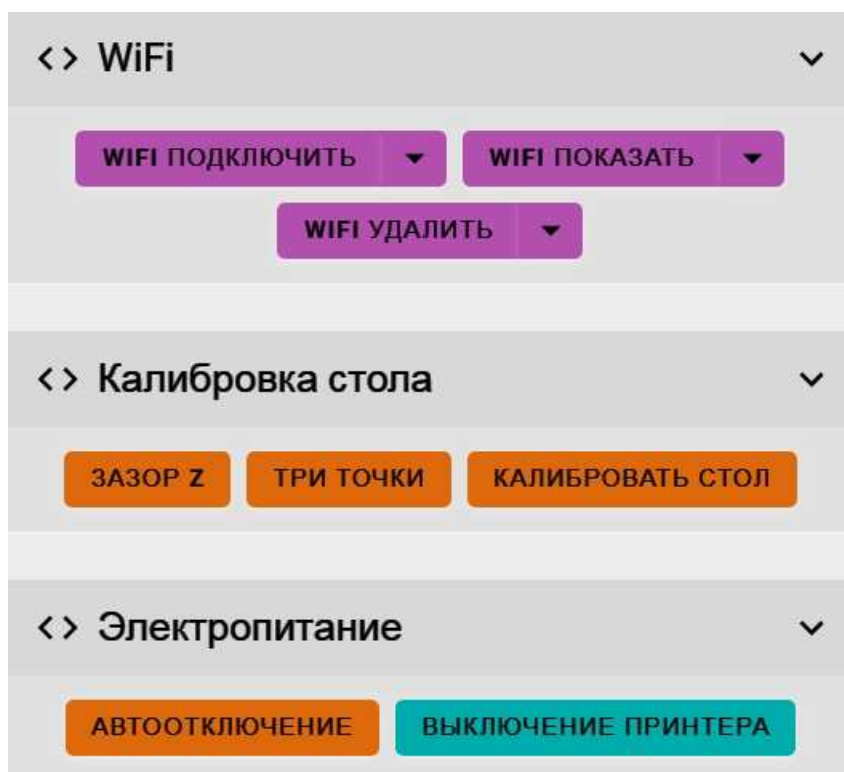 WiFi
WIFI ПОДКЛЮЧИТЬ WIFI ПОКАЗАТЬ
WIFI УДАЛИТЬ
Калибровка стола
ЗАЗОР Z ТРИ ТОЧКИ КАЛИБРОВАТЬ СТОЛ
Электропитание
АВТООТКЛЮЧЕНИЕ ВЫКЛЮЧЕНИЕ ПРИНТЕРА